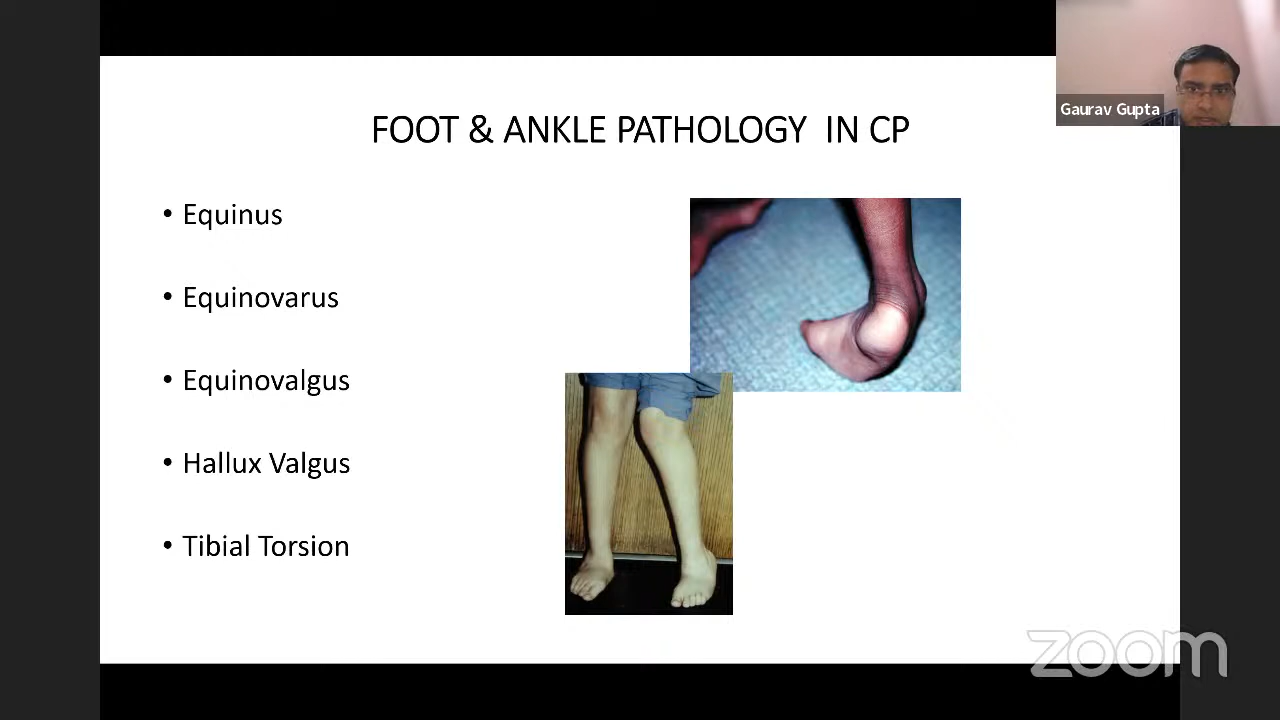 Gaurav Gupta
FOOT & ANKLE PATHOLOGY IN CP
• Equinus
• Equinovarus
• Equinovalgus
• Hallux Valgus
• Tibial Torsion
zoom